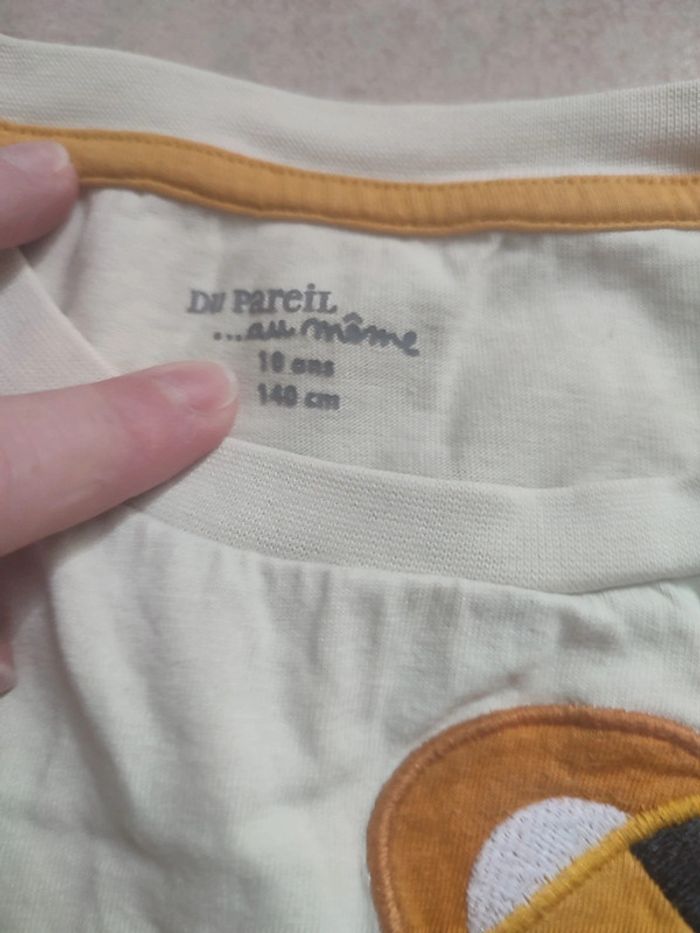 DU PareiL
...au même
10 ans
140 cm